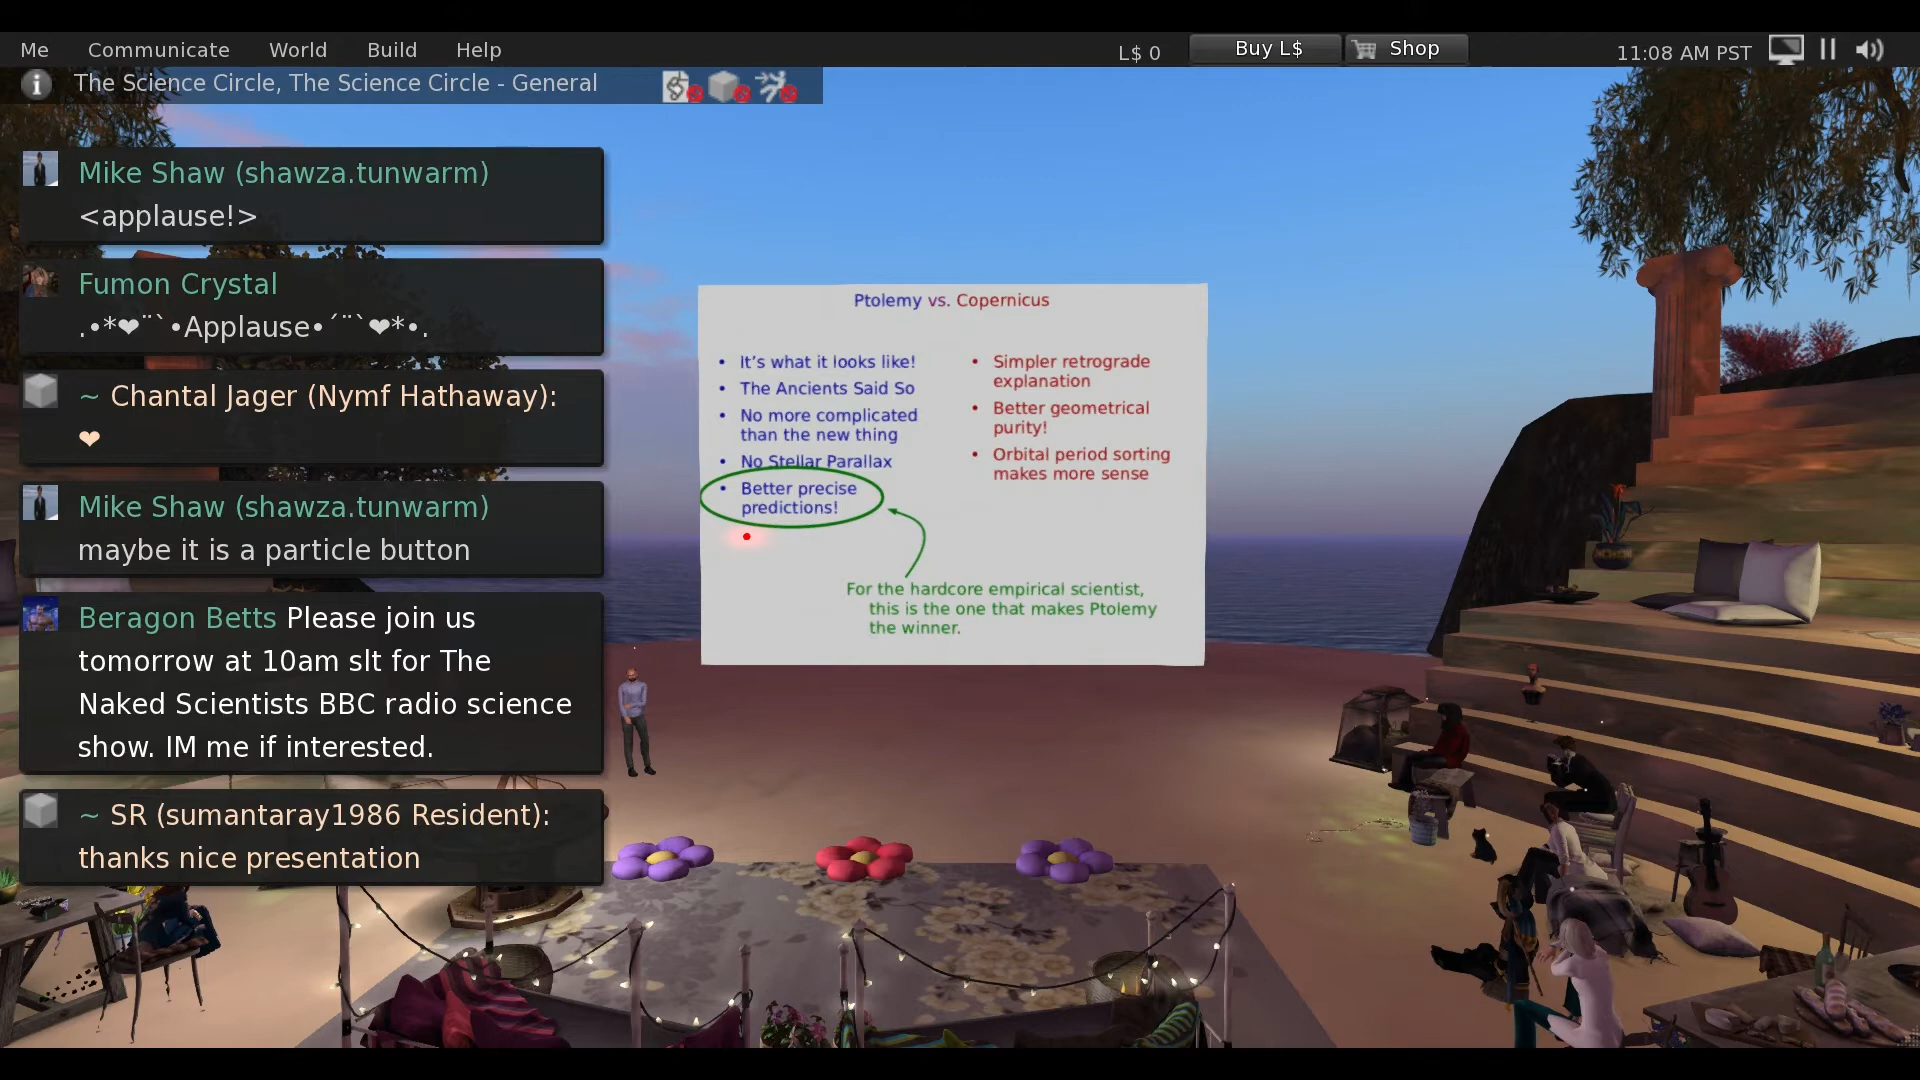 Me Communicate World Build Help L$ 0 Buy L$ Shop 11:08 AM PST
The Science Circle, The Science Circle - General
Mike Shaw (shawza.tunwarm)
<applause!>
Fumon Crystal
.•*❤¨`•Applause•´¨`❤*•.
~ Chantal Jager (Nymf Hathaway):
❤
Mike Shaw (shawza.tunwarm)
maybe it is a particle button
Beragon Betts Please join us
tomorrow at 10am slt for The
Naked Scientists BBC radio science
show. IM me if interested.
~ SR (sumantaray1986 Resident):
thanks nice presentation
Ptolemy vs. Copernicus
• It's what it looks like!
• The Ancients Said So
• No more complicated
than the new thing
• No Stellar Parallax
• Better precise
predictions!
• Simpler retrograde
explanation
• Better geometrical
purity!
• Orbital period sorting
makes more sense
For the hardcore empirical scientist,
this is the one that makes Ptolemy
the winner.